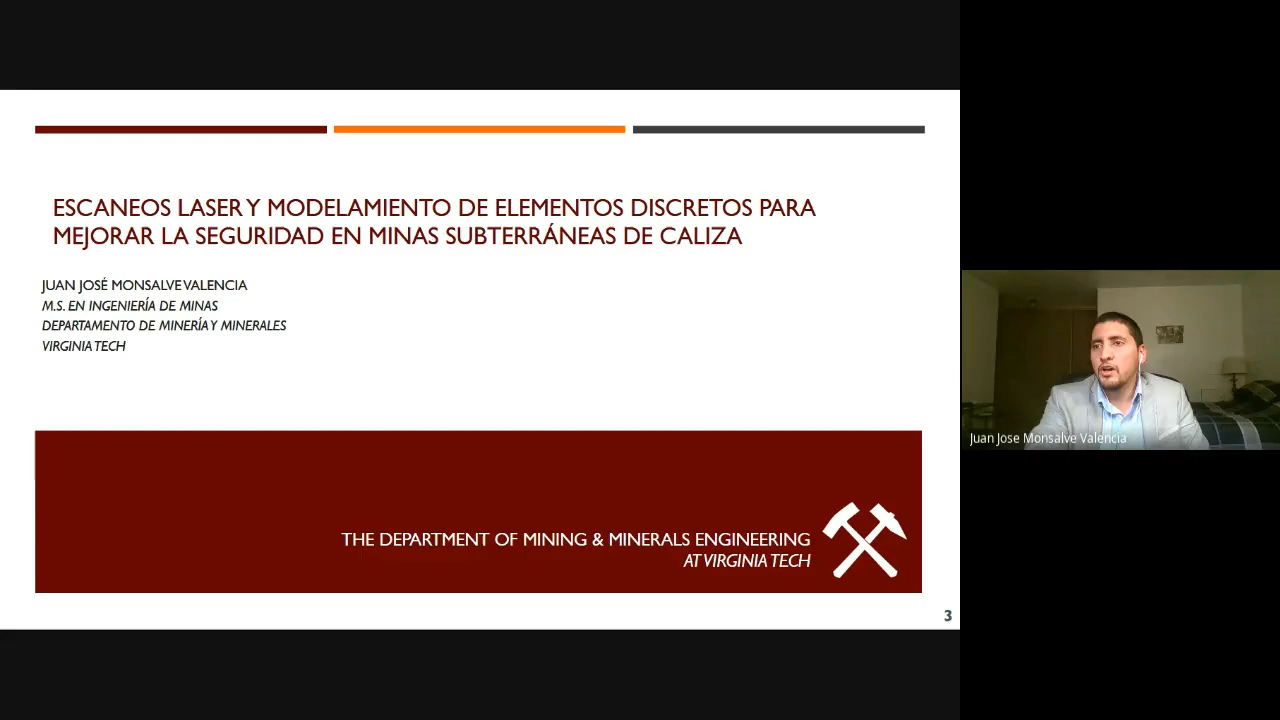 ESCANEOS LASER Y MODELAMIENTO DE ELEMENTOS DISCRETOS PARA
MEJORAR LA SEGURIDAD EN MINAS SUBTERRÁNEAS DE CALIZA
JUAN JOSÉ MONSALVE VALENCIA
M.S. EN INGENIERÍA DE MINAS
DEPARTAMENTO DE MINERÍA Y MINERALES
VIRGINIA TECH
THE DEPARTMENT OF MINING & MINERALS ENGINEERING
AT VIRGINIA TECH
3
Juan Jose Monsalve Valencia